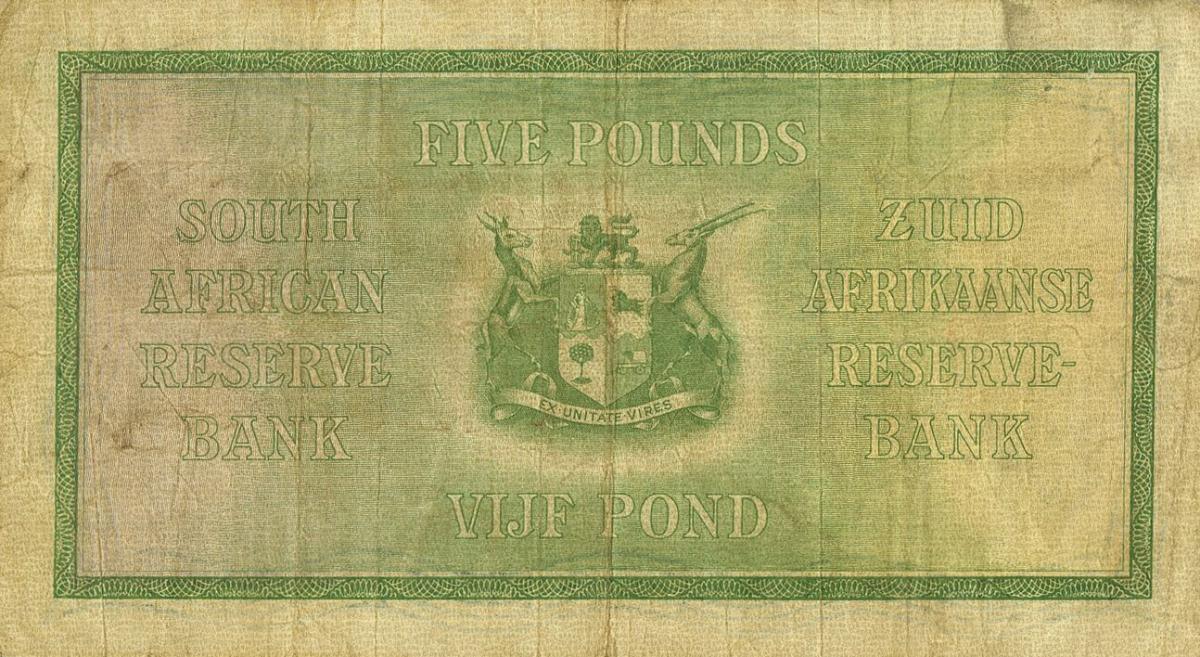 FIVE POUNDS
SOUTH
AFRICAN
RESERVE
BANK
EX·UNITATE·VIRES
ZUID
AFRIKAANSE
RESERVE-
BANK
VIJF POND